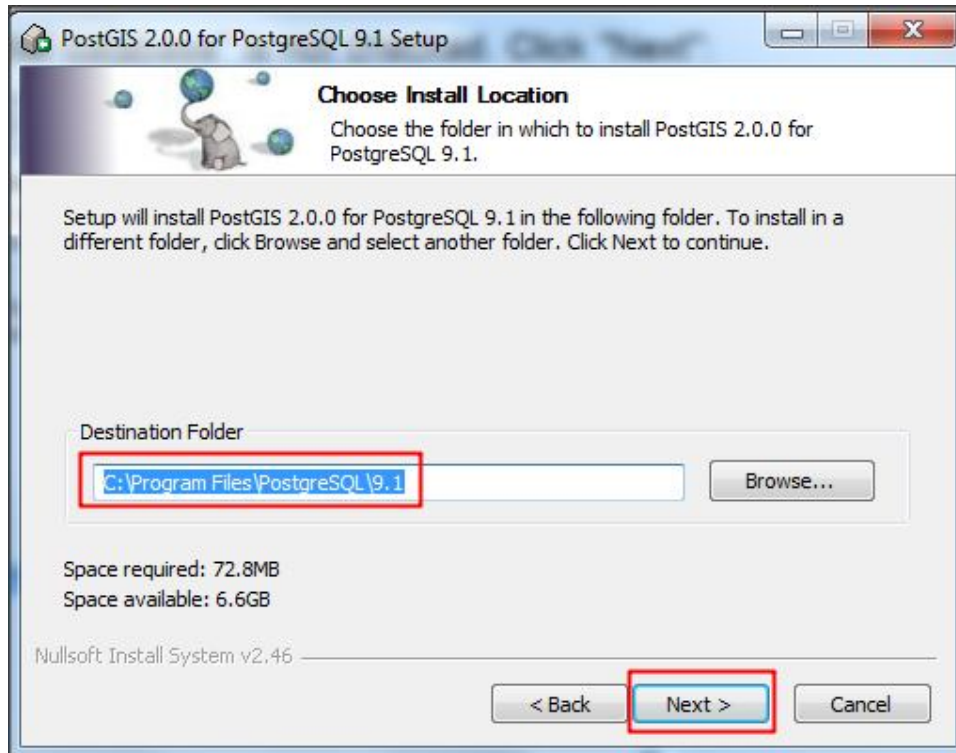 PostGIS 2.0.0 for PostgreSQL 9.1 Setup
Choose Install Location
Choose the folder in which to install PostGIS 2.0.0 for
PostgreSQL 9.1.
Setup will install PostGIS 2.0.0 for PostgreSQL 9.1 in the following folder. To install in a
different folder, click Browse and select another folder. Click Next to continue.
Destination Folder
C:\Program Files\PostgreSQL\9.1
Browse...
Space required: 72.8MB
Space available: 6.6GB
Nullsoft Install System v2.46
< Back
Next >
Cancel